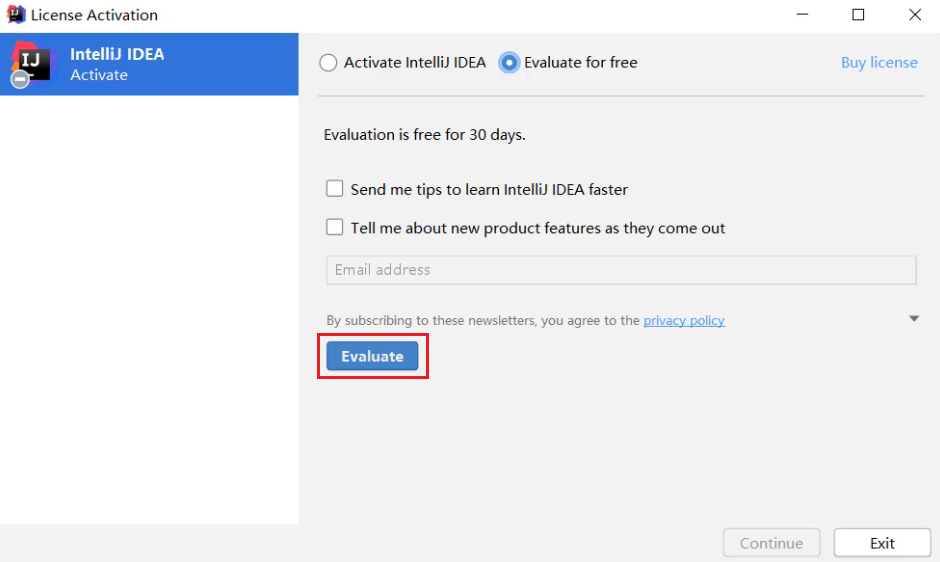 License Activation
IntelliJ IDEA
Activate
Activate IntelliJ IDEA Evaluate for free Buy license
Evaluation is free for 30 days.
Send me tips to learn IntelliJ IDEA faster
Tell me about new product features as they come out
Email address
By subscribing to these newsletters, you agree to the privacy policy
Evaluate
Continue Exit